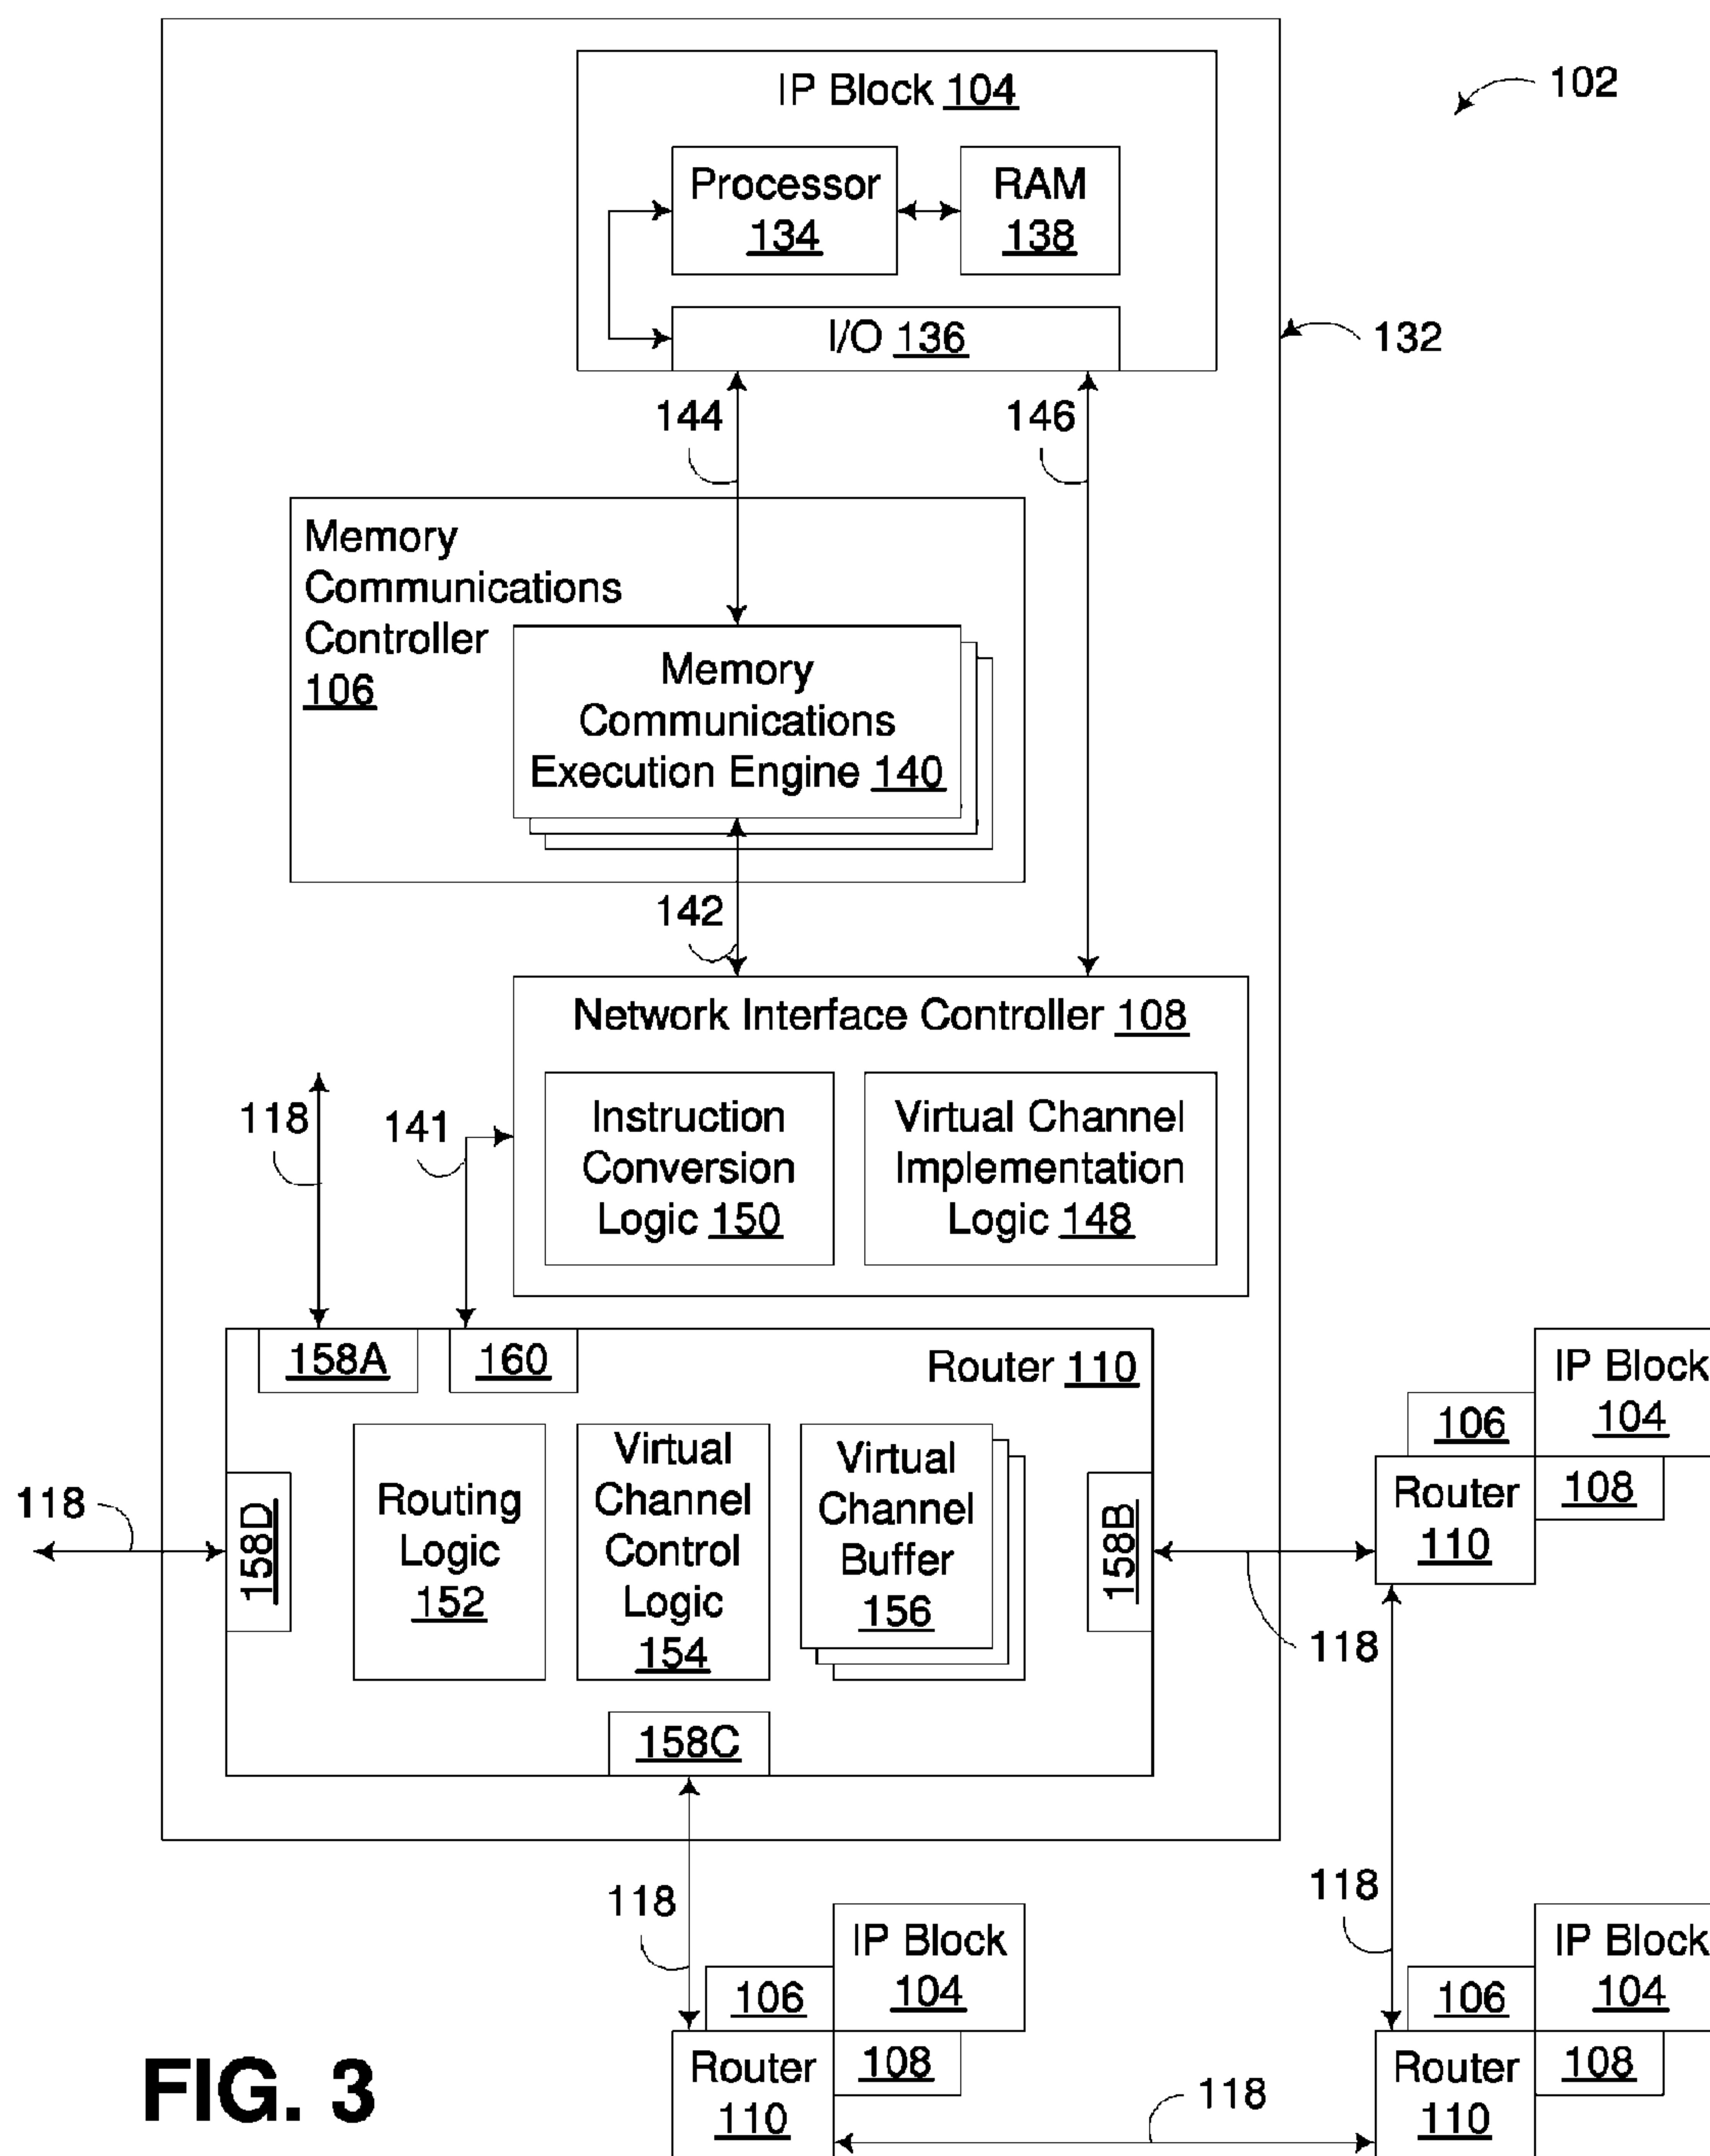 102
IP Block 104
Processor
134
RAM
138
I/O 136
132
144
146
Memory
Communications
Controller
106
Memory
Communications
Execution Engine 140
142
Network Interface Controller 108
118
141
Instruction
Conversion
Logic 150
Virtual Channel
Implementation
Logic 148
158A
160
Router 110
118
158D
Routing
Logic
152
Virtual
Channel
Control
Logic
154
Virtual
Channel
Buffer
156
158B
158C
118
IP Block
104
106
108
Router
110
118
118
IP Block
104
106
108
Router
110
118
IP Block
104
106
108
Router
110
118
FIG. 3